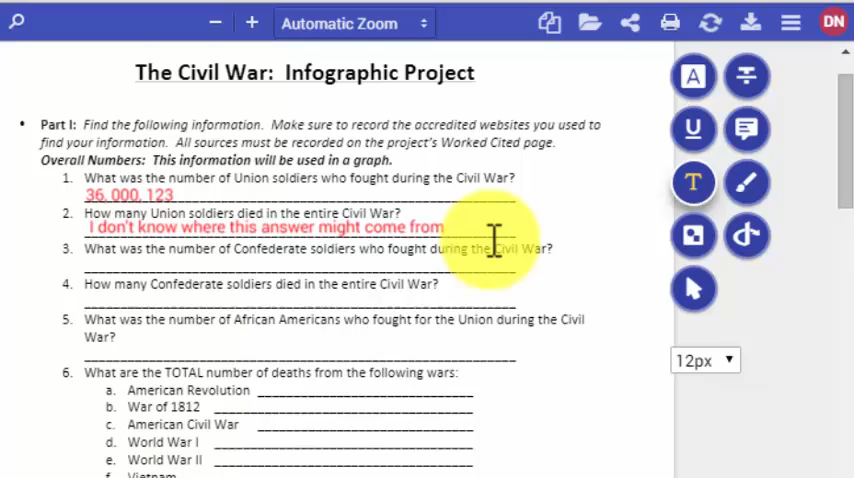 Automatic Zoom
DN
The Civil War: Infographic Project
• Part I: Find the following information. Make sure to record the accredited websites you used to
find your information. All sources must be recorded on the project's Worked Cited page.
Overall Numbers: This information will be used in a graph.
1. What was the number of Union soldiers who fought during the Civil War?
36, 000, 123
2. How many Union soldiers died in the entire Civil War?
I don't know where this answer might come from
3. What was the number of Confederate soldiers who fought during the Civil War?
4. How many Confederate soldiers died in the entire Civil War?
5. What was the number of African Americans who fought for the Union during the Civil
War?
6. What are the TOTAL number of deaths from the following wars:
a. American Revolution
b. War of 1812
c. American Civil War
d. World War I
e. World War II
f. Vietnam
A
T
U
T
12px